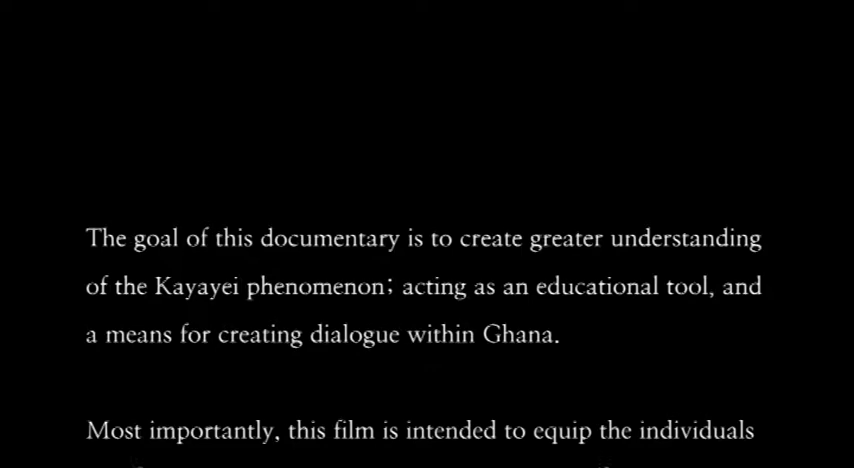 The goal of this documentary is to create greater understanding
of the Kayayei phenomenon; acting as an educational tool, and
a means for creating dialogue within Ghana.
Most importantly, this film is intended to equip the individuals